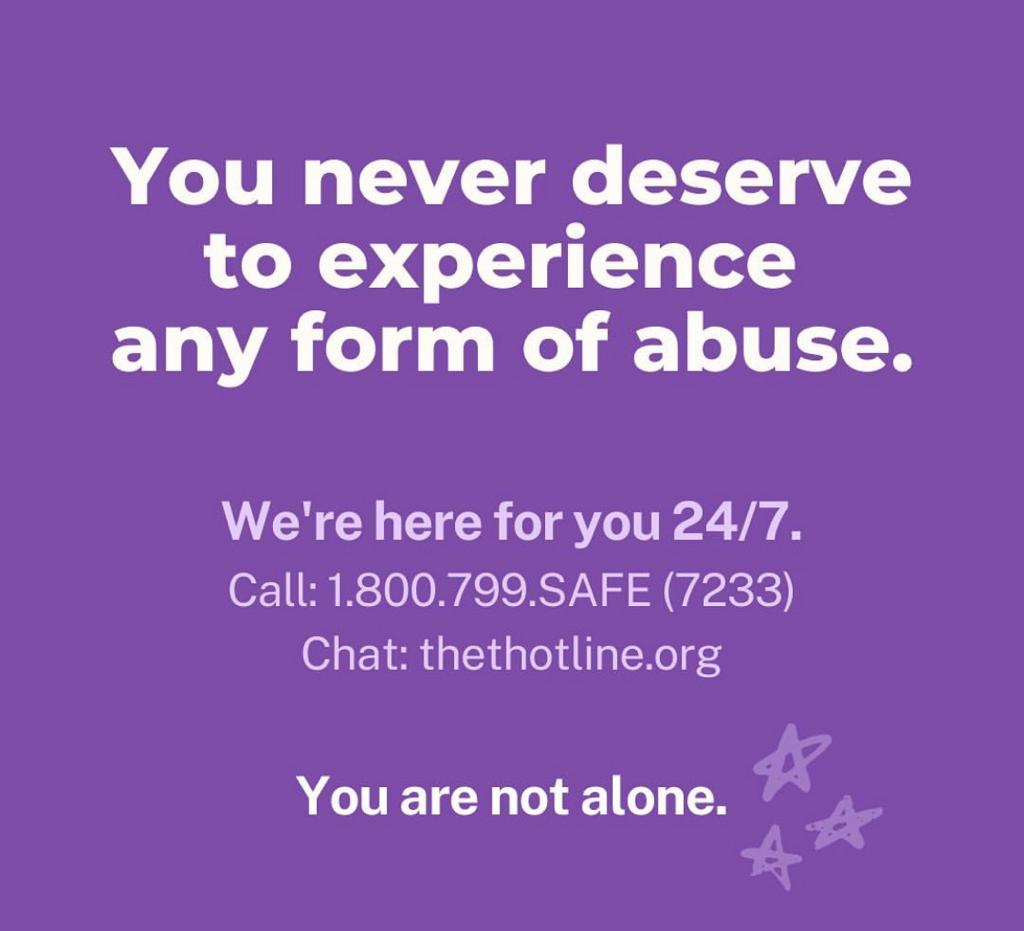 You never deserve
to experience
any form of abuse.
We're here for you 24/7.
Call: 1.800.799.SAFE (7233)
Chat: thethotline.org
You are not alone.